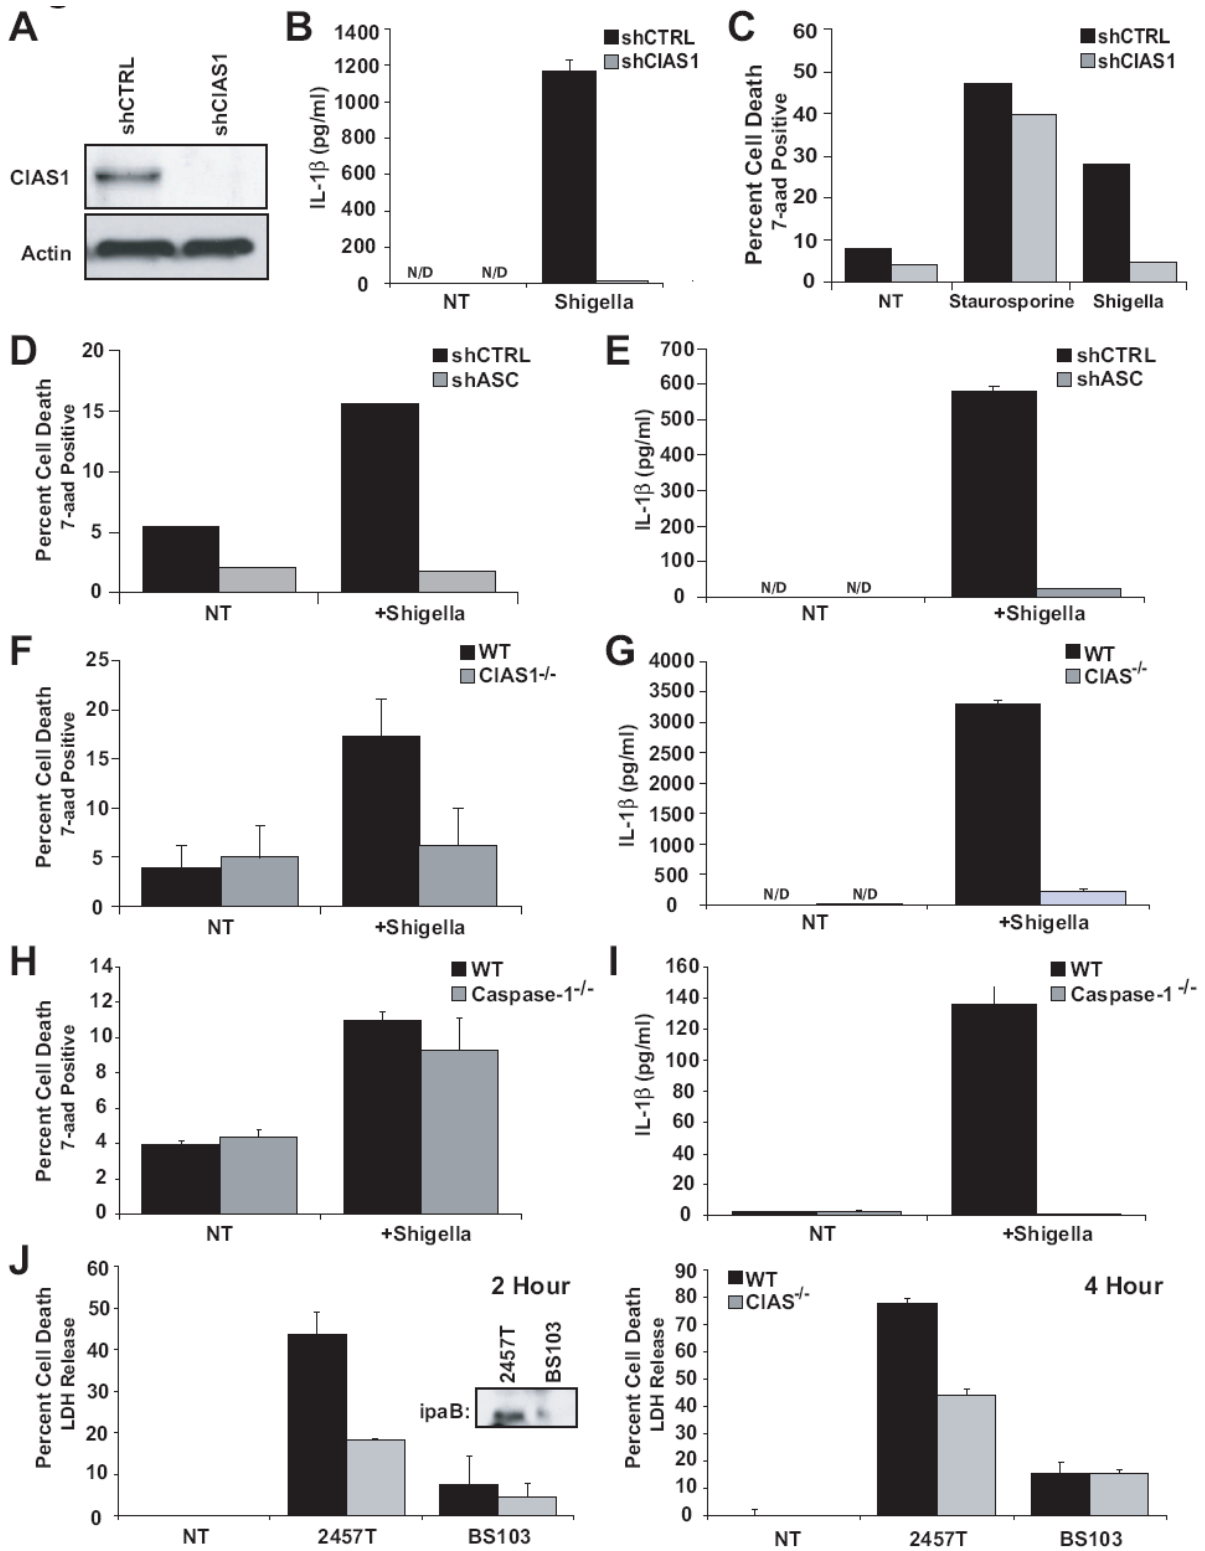 A
shCTRL
shCIAS1
CIAS1
Actin
B
IL-1β (pg/ml)
1400
1200
1000
800
600
400
200
0
N/D
N/D
NT
Shigella
shCTRL
shCIAS1
C
Percent Cell Death
7-aad Positive
60
50
40
30
20
10
0
NT
Staurosporine
Shigella
shCTRL
shCIAS1
D
Percent Cell Death
7-aad Positive
20
15
10
5
0
NT
+Shigella
shCTRL
shASC
E
IL-1β (pg/ml)
700
600
500
400
300
200
100
0
N/D
N/D
NT
+Shigella
shCTRL
shASC
F
Percent Cell Death
7-aad Positive
25
20
15
10
5
0
NT
+Shigella
WT
CIAS1-/-
G
IL-1β (pg/ml)
4000
3500
3000
2500
2000
1500
1000
500
0
N/D
N/D
NT
+Shigella
WT
CIAS-/-
H
Percent Cell Death
7-aad Positive
14
12
10
8
6
4
2
0
NT
+Shigella
WT
Caspase-1-/-
I
IL-1β (pg/ml)
160
140
120
100
80
60
40
20
0
NT
+Shigella
WT
Caspase-1 -/-
J
Percent Cell Death
LDH Release
60
50
40
30
20
10
0
NT
2457T
BS103
2 Hour
2457T
BS103
ipaB:
Percent Cell Death
LDH Release
90
80
70
60
50
40
30
20
10
0
NT
2457T
BS103
WT
CIAS-/-
4 Hour